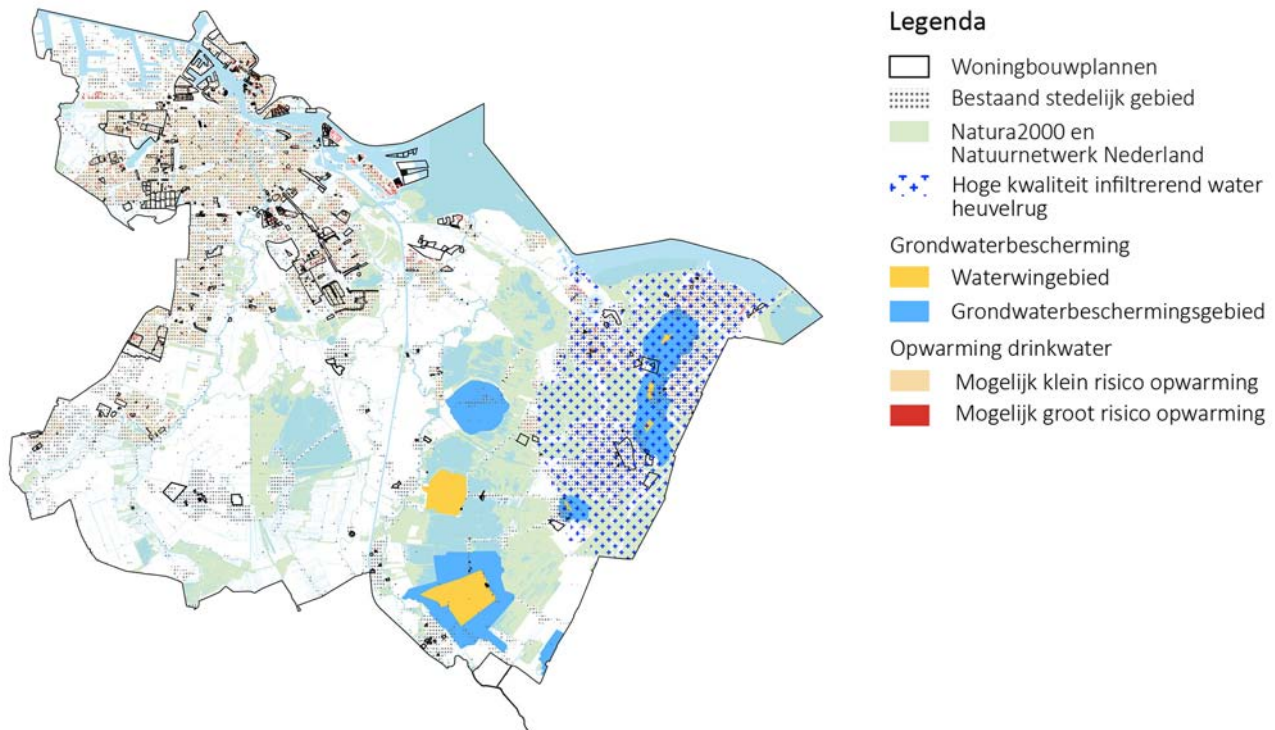 Legenda
Woningbouwplannen
Bestaand stedelijk gebied
Natura2000 en
Natuurnetwerk Nederland
Hoge kwaliteit infiltrerend water
heuvelrug
Grondwaterbescherming
Waterwingebied
Grondwaterbeschermingsgebied
Opwarming drinkwater
Mogelijk klein risico opwarming
Mogelijk groot risico opwarming